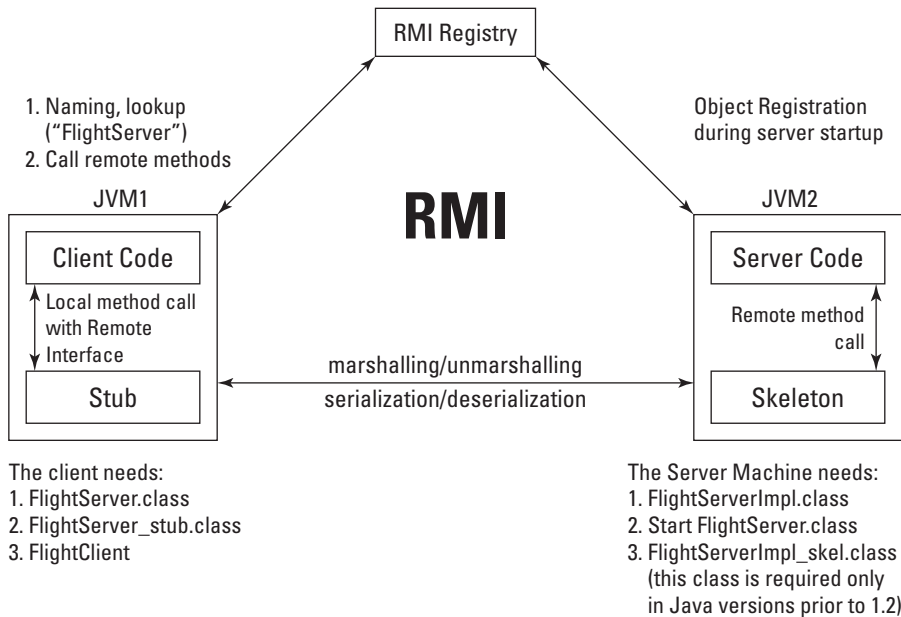 RMI Registry
1. Naming, lookup
(“FlightServer”)
2. Call remote methods
Object Registration
during server startup
RMI
JVM1
JVM2
Client Code
Local method call
with Remote
Interface
Stub
Server Code
Remote method
call
Skeleton
marshalling/unmarshalling
serialization/deserialization
The client needs:
1. FlightServer.class
2. FlightServer_stub.class
3. FlightClient
The Server Machine needs:
1. FlightServerImpl.class
2. Start FlightServer.class
3. FlightServerImpl_skel.class
(this class is required only
in Java versions prior to 1.2)